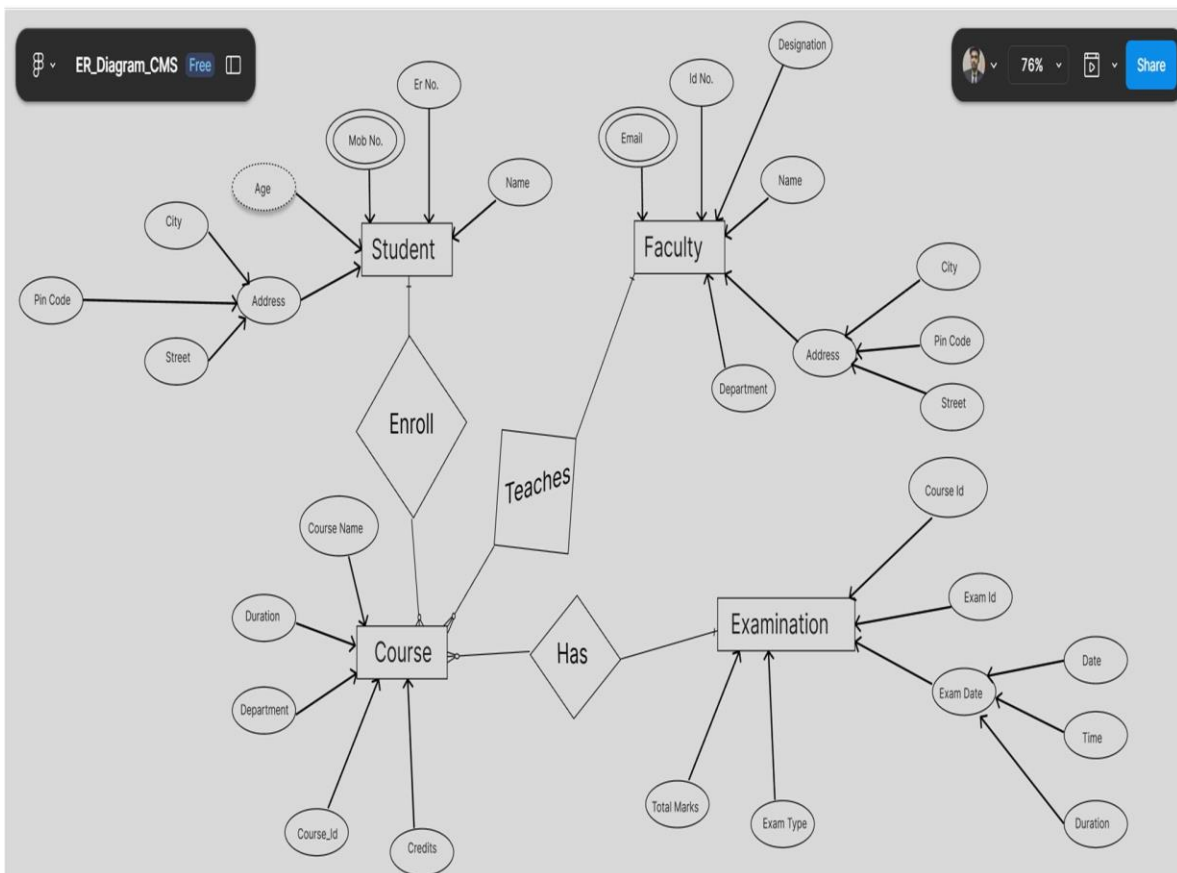 ER_Diagram_CMS Free
76% Share
Designation
Er No.
Id No.
Mob No.
Email
Age
Name
Name
City
Student
Faculty
City
Pin Code
Address
Pin Code
Address
Street
Department
Street
Enroll
Teaches
Course Id
Course Name
Duration
Examination
Exam Id
Course
Has
Date
Department
Exam Date
Time
Total Marks
Exam Type
Duration
Course_Id
Credits